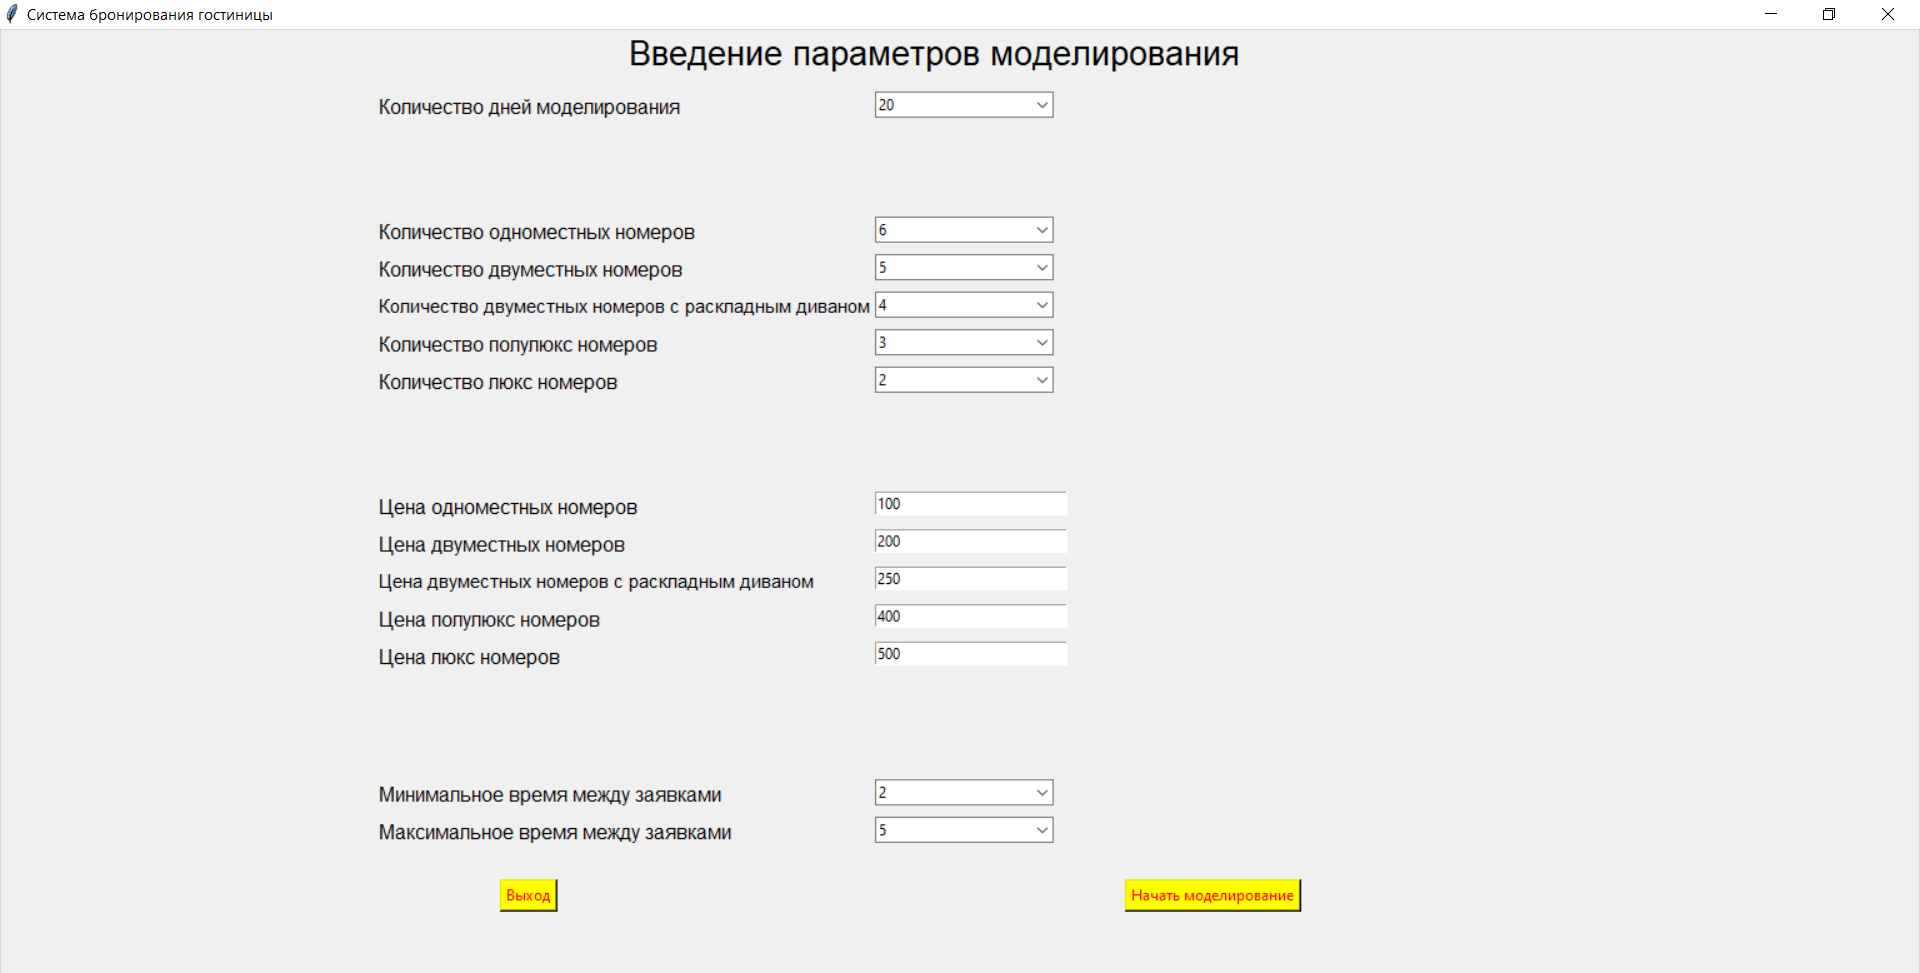 Система бронирования гостиницы
Введение параметров моделирования
Количество дней моделирования 20
Количество одноместных номеров 6
Количество двуместных номеров 5
Количество двуместных номеров с раскладным диваном 4
Количество полулюкс номеров 3
Количество люкс номеров 2
Цена одноместных номеров 100
Цена двуместных номеров 200
Цена двуместных номеров с раскладным диваном 250
Цена полулюкс номеров 400
Цена люкс номеров 500
Минимальное время между заявками 2
Максимальное время между заявками 5
Выход Начать моделирование